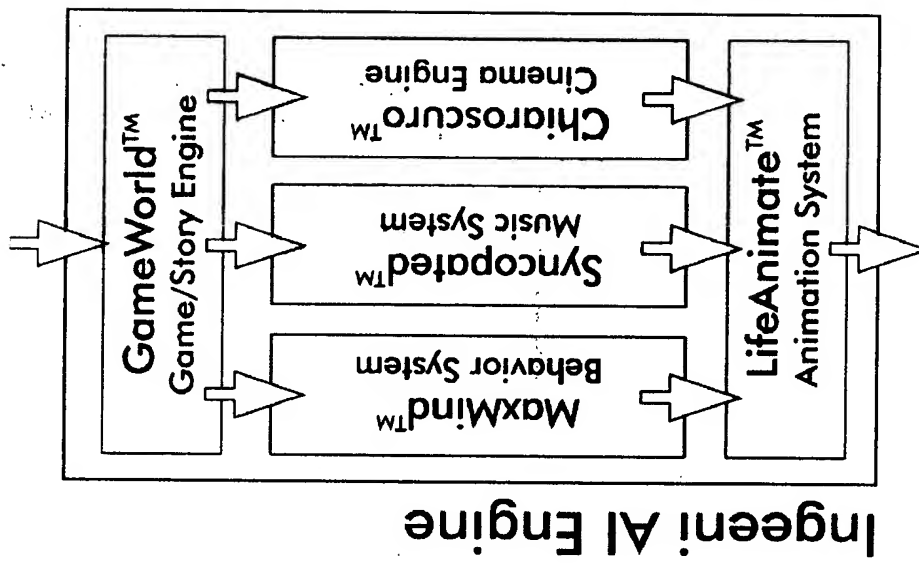 Ingeeni AI Engine
GameWorld™
Game/Story Engine
MaxMind™
Behavior System
Syncopated™
Music System
Chiaroscuro™
Cinema Engine
LifeAnimate™
Animation System